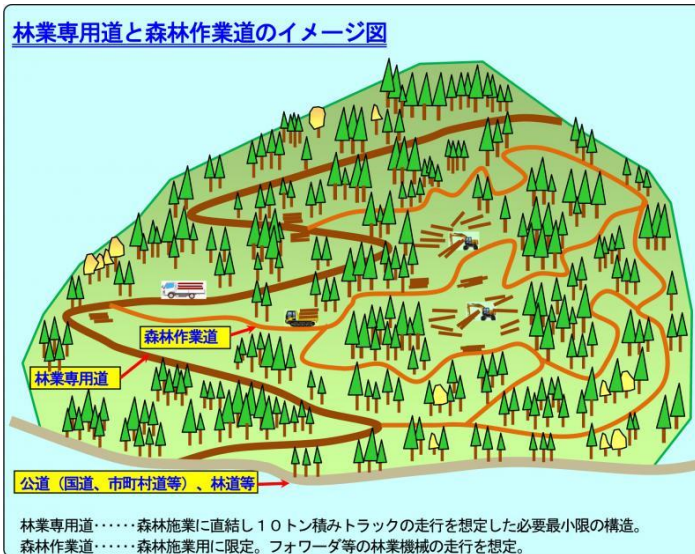 林業専用道と森林作業道のイメージ図
森林作業道
林業専用道
公道（国道、市町村道等）、林道等
林業専用道‥‥‥森林施業に直結し１０トン積みトラックの走行を想定した必要最小限の構造。
森林作業道‥‥‥森林施業用に限定。フォワーダ等の林業機械の走行を想定。